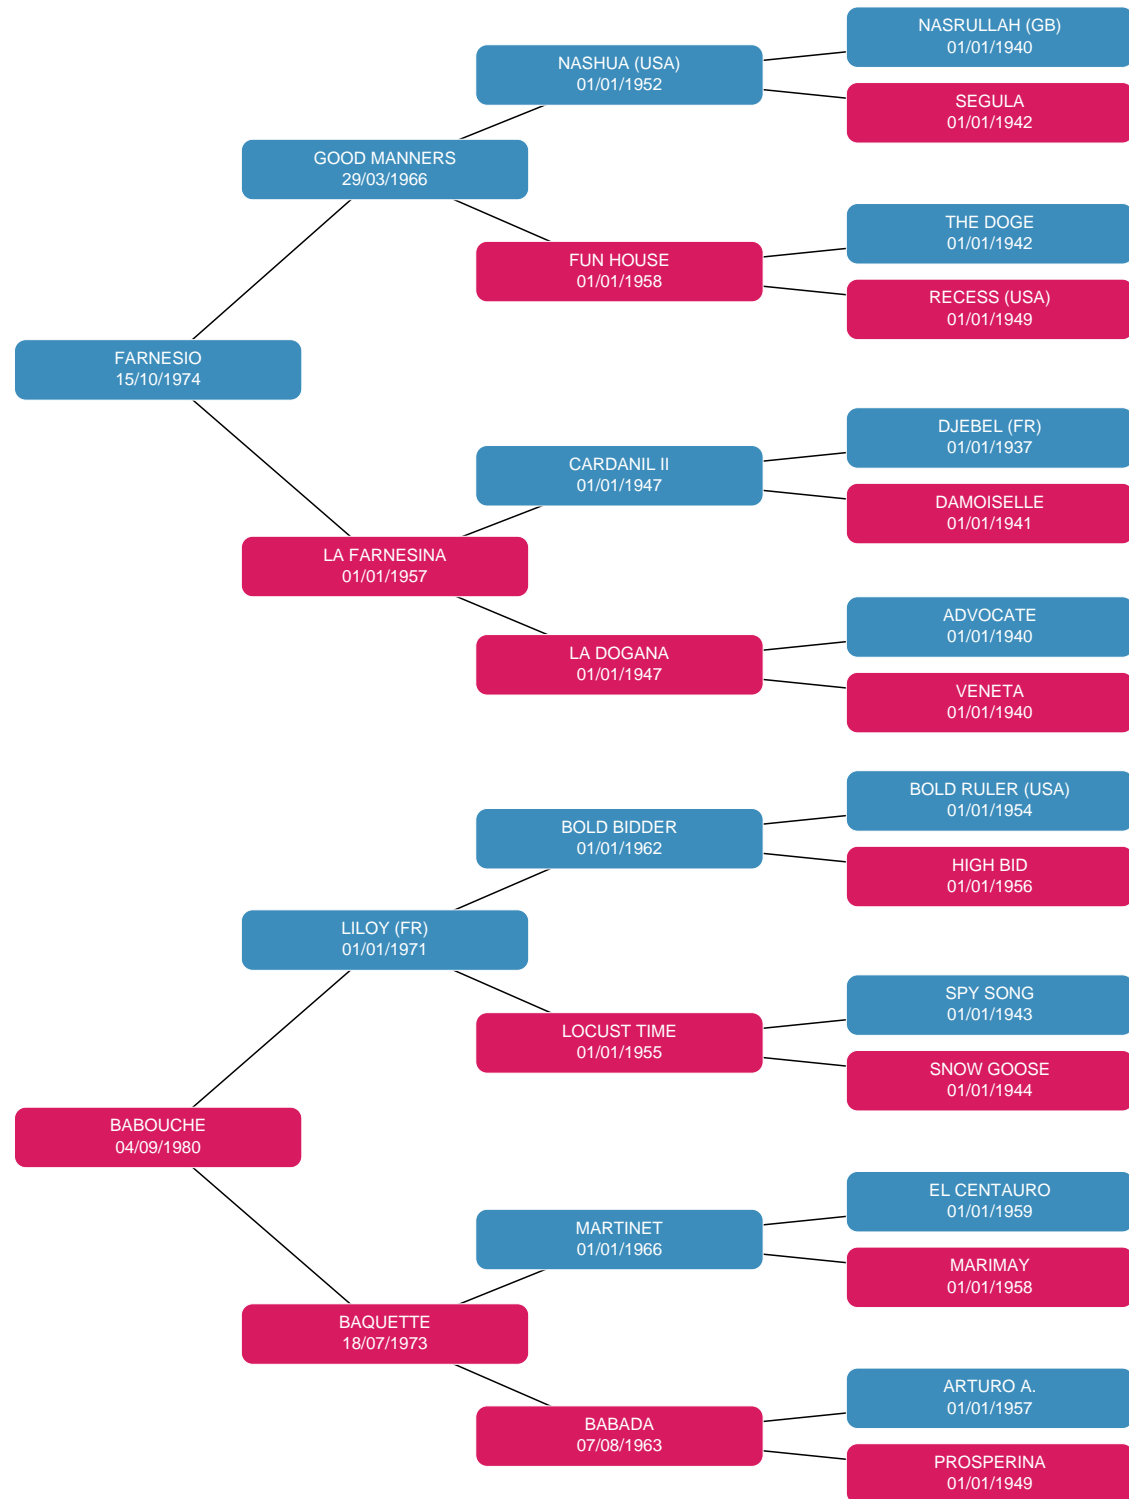 NASRULLAH (GB)
01/01/1940
NASHUA (USA)
01/01/1952
SEGULA
01/01/1942
GOOD MANNERS
29/03/1966
THE DOGE
01/01/1942
FUN HOUSE
01/01/1958
RECESS (USA)
01/01/1949
FARNESIO
15/10/1974
DJEBEL (FR)
01/01/1937
CARDANIL II
01/01/1947
DAMOISELLE
01/01/1941
LA FARNESINA
01/01/1957
ADVOCATE
01/01/1940
LA DOGANA
01/01/1947
VENETA
01/01/1940
BOLD RULER (USA)
01/01/1954
BOLD BIDDER
01/01/1962
HIGH BID
01/01/1956
LILOY (FR)
01/01/1971
SPY SONG
01/01/1943
LOCUST TIME
01/01/1955
SNOW GOOSE
01/01/1944
BABOUCHE
04/09/1980
EL CENTAURO
01/01/1959
MARTINET
01/01/1966
MARIMAY
01/01/1958
BAQUETTE
18/07/1973
ARTURO A.
01/01/1957
BABADA
07/08/1963
PROSPERINA
01/01/1949